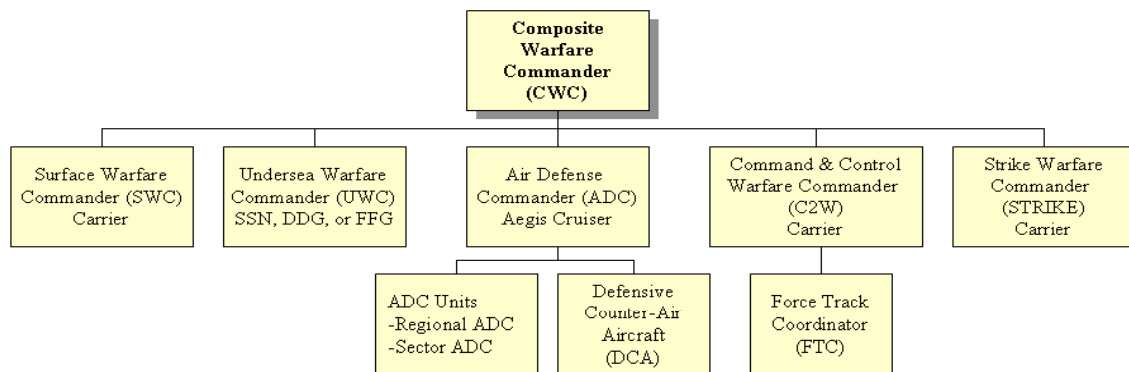 Composite
Warfare
Commander
(CWC)
Surface Warfare
Commander (SWC)
Carrier
Undersea Warfare
Commander (UWC)
SSN, DDG, or FFG
Air Defense
Commander (ADC)
Aegis Cruiser
Command & Control
Warfare Commander
(C2W)
Carrier
Strike Warfare
Commander
(STRIKE)
Carrier
ADC Units
-Regional ADC
-Sector ADC
Defensive
Counter-Air
Aircraft
(DCA)
Force Track
Coordinator
(FTC)